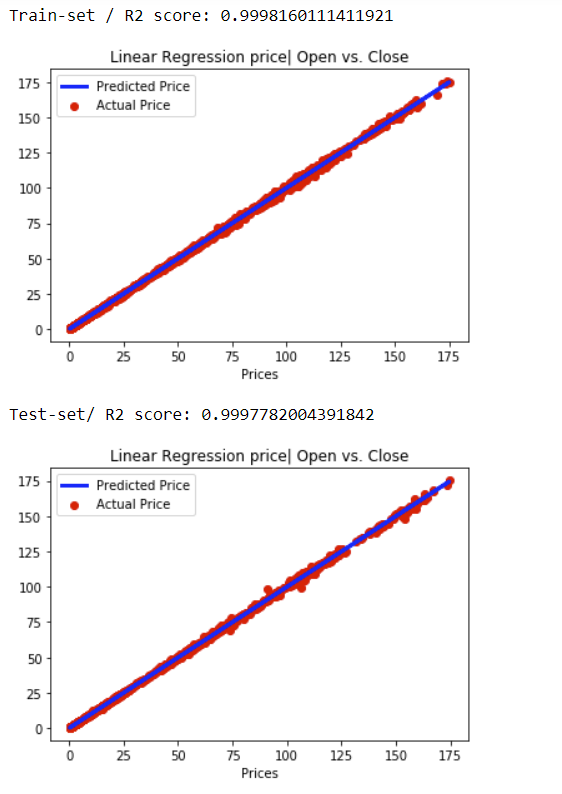 Train-set / R2 score: 0.9998160111411921
Linear Regression price| Open vs. Close
Predicted Price
Actual Price
175
150
125
100
75
50
25
0
0 25 50 75 100 125 150 175
Prices
Test-set/ R2 score: 0.9997782004391842
Linear Regression price| Open vs. Close
Predicted Price
Actual Price
175
150
125
100
75
50
25
0
0 25 50 75 100 125 150 175
Prices